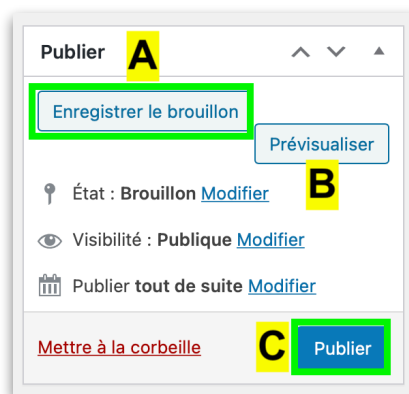 Publier A
Enregistrer le brouillon
Prévisualiser
B
État : Brouillon Modifier
Visibilité : Publique Modifier
Publier tout de suite Modifier
Mettre à la corbeille C Publier